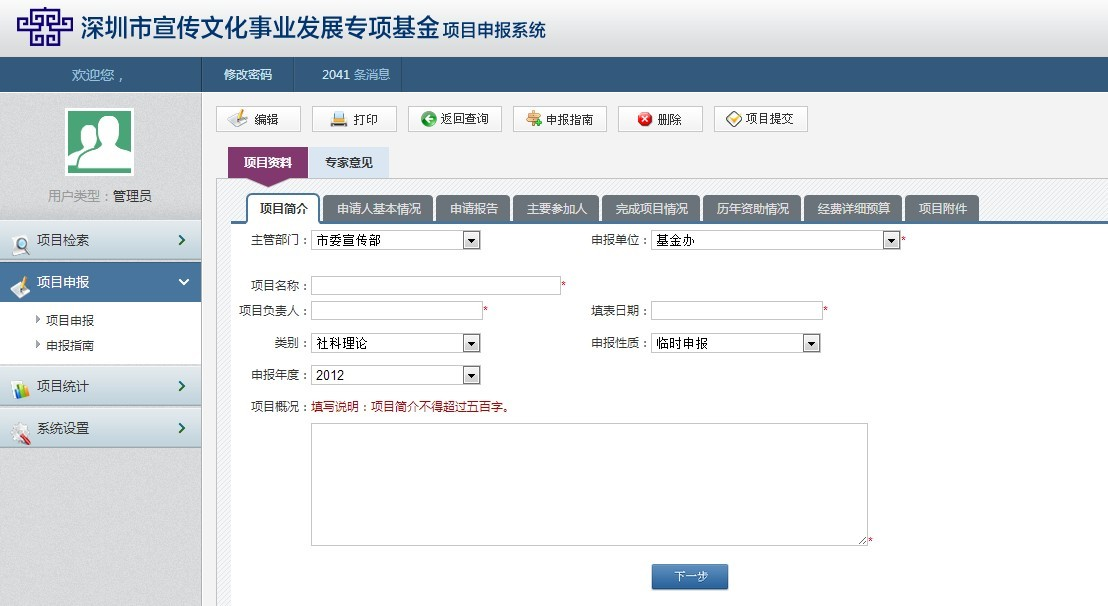 深圳市宣传文化事业发展专项基金 项目申报系统
欢迎您， 修改密码 2041 条消息
用户类型：管理员
项目检索
项目申报
项目申报
申报指南
项目统计
系统设置
编辑 打印 返回查询 申报指南 删除 项目提交
项目资料 专家意见
项目简介 申请人基本情况 申请报告 主要参加人 完成项目情况 历年资助情况 经费详细预算 项目附件
主管部门：市委宣传部 申报单位：基金办 *
项目名称： *
项目负责人： * 填表日期： *
类别：社科理论 申报性质：临时申报
申报年度：2012
项目概况：填写说明：项目简介不得超过五百字。
*
下一步